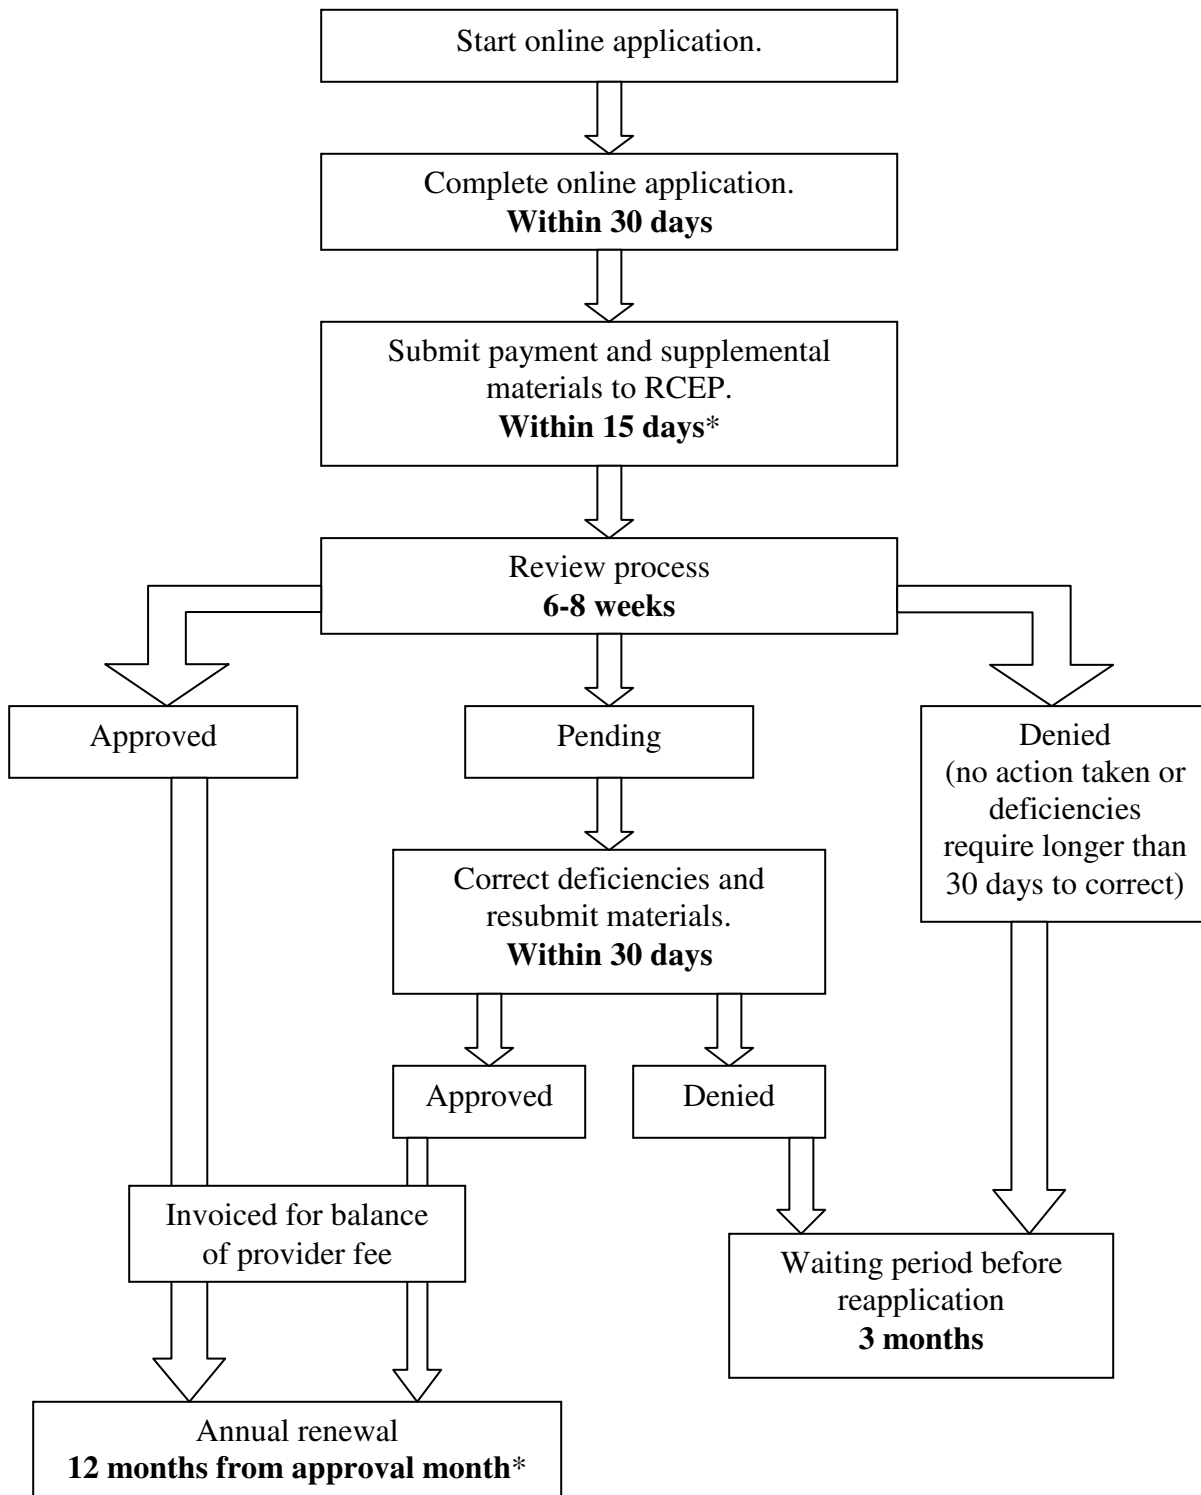 Start online application.
Complete online application.
Within 30 days
Submit payment and supplemental
materials to RCEP.
Within 15 days*
Review process
6-8 weeks
Approved
Pending
Denied
(no action taken or
deficiencies
require longer than
30 days to correct)
Correct deficiencies and
resubmit materials.
Within 30 days
Approved
Denied
Invoiced for balance
of provider fee
Waiting period before
reapplication
3 months
Annual renewal
12 months from approval month*